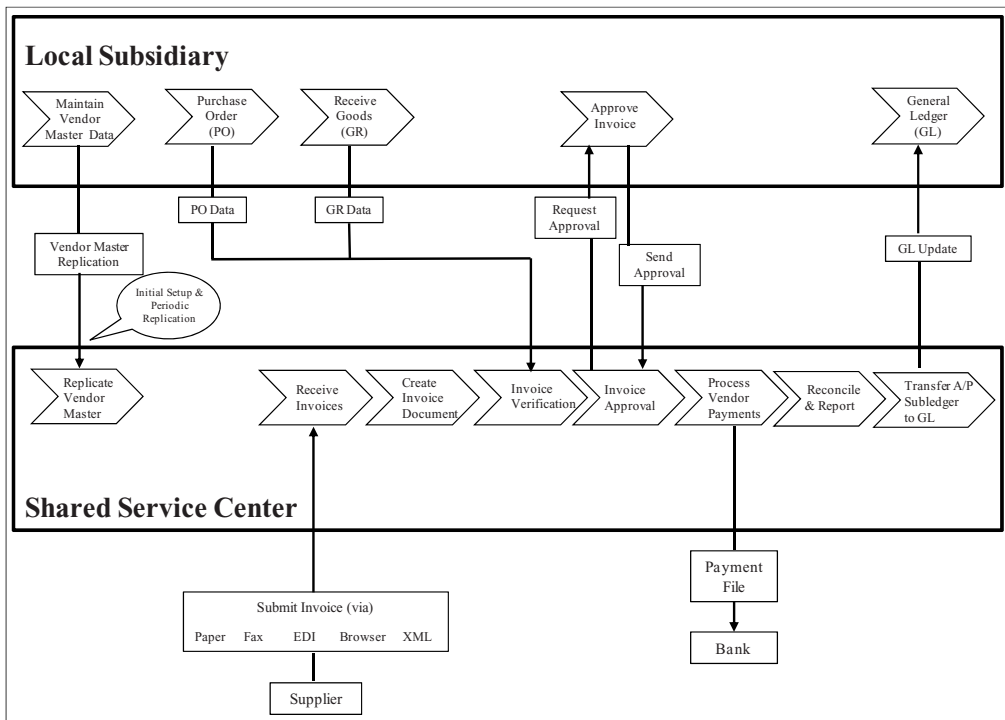 Local Subsidiary
Maintain
Vendor
Master Data
Purchase
Order
(PO)
Receive
Goods
(GR)
Approve
Invoice
General
Ledger
(GL)
PO Data
GR Data
Request
Approval
Vendor Master
Replication
Send
Approval
GL Update
Initial Setup &
Periodic
Replication
Replicate
Vendor
Master
Receive
Invoices
Create
Invoice
Document
Invoice
Verification
Invoice
Approval
Process
Vendor
Payments
Reconcile
& Report
Transfer A/P
Subledger
to GL
Shared Service Center
Submit Invoice (via)
Paper Fax EDI Browser XML
Supplier
Payment
File
Bank